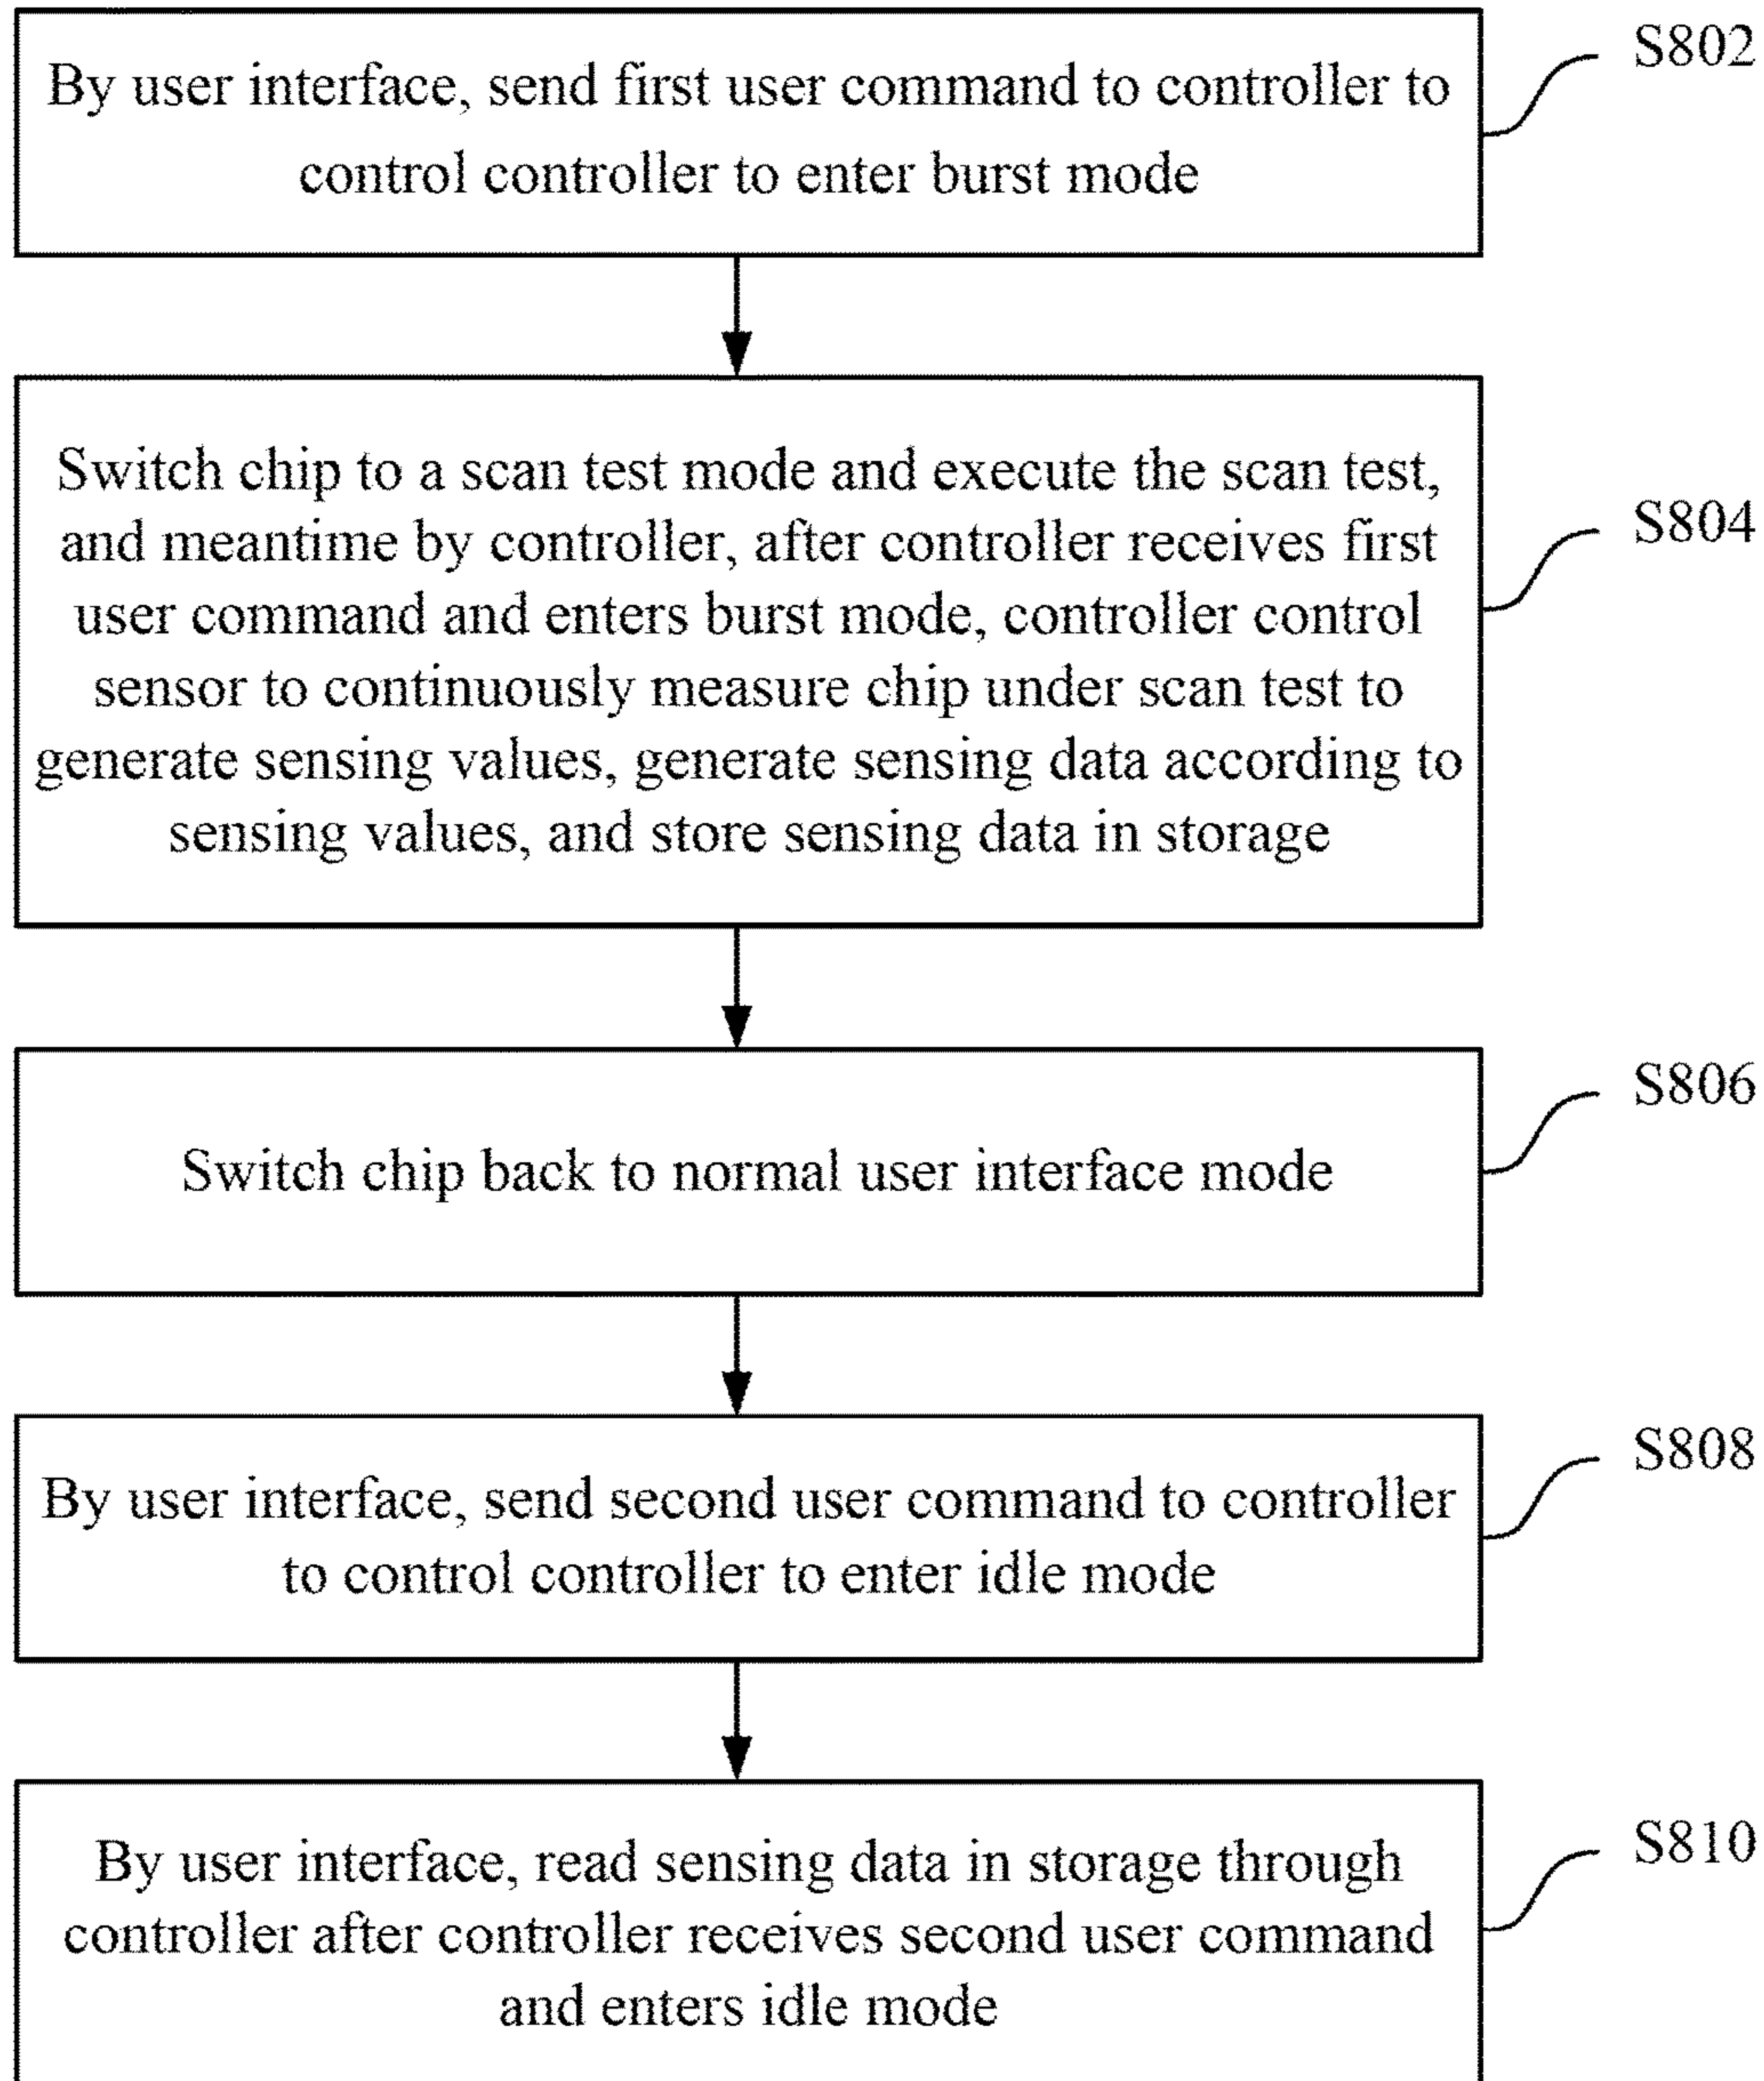 By user interface, send first user command to controller to
control controller to enter burst mode
S802
Switch chip to a scan test mode and execute the scan test,
and meantime by controller, after controller receives first
user command and enters burst mode, controller control
sensor to continuously measure chip under scan test to
generate sensing values, generate sensing data according to
sensing values, and store sensing data in storage
S804
Switch chip back to normal user interface mode
S806
By user interface, send second user command to controller
to control controller to enter idle mode
S808
By user interface, read sensing data in storage through
controller after controller receives second user command
and enters idle mode
S810